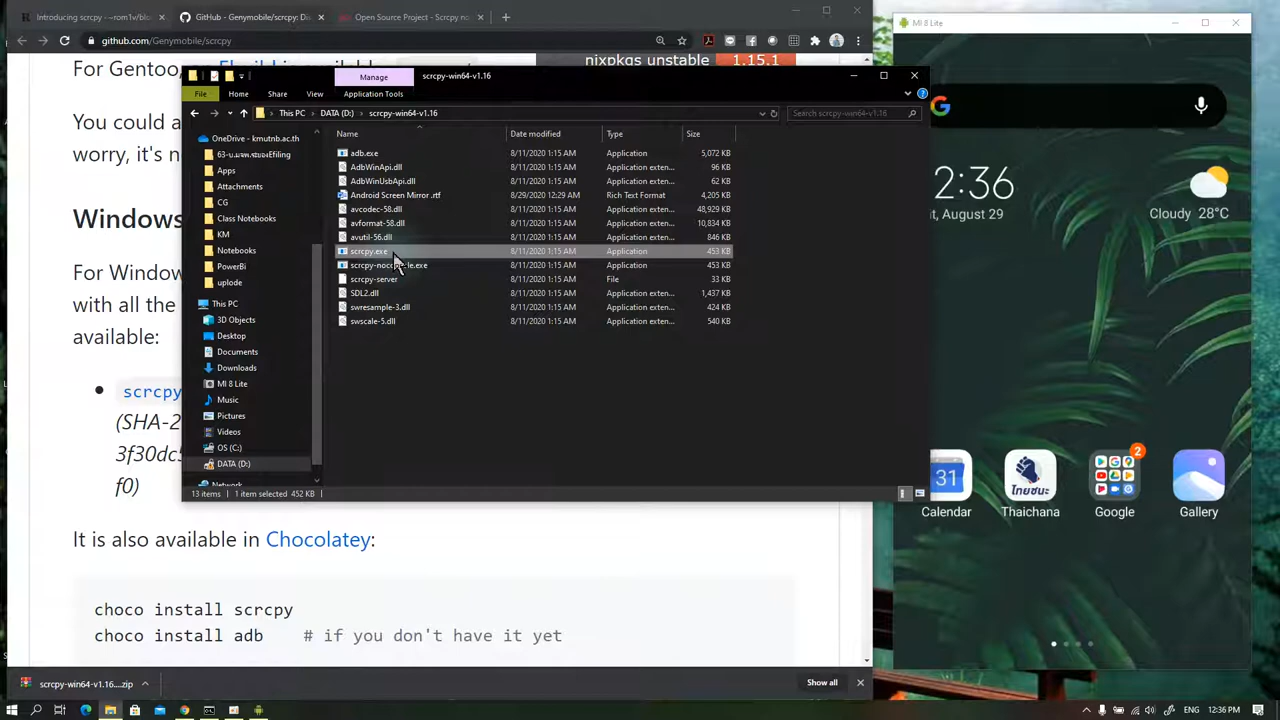 Introducing scrcpy – ~rom1v/blo
GitHub - Genymobile/scrcpy: Di
Open Source Project - Scrcpy no
github.com/Genymobile/scrcpy
For Gentoo,
nixpkgs unstable 1.15.1
You could a
worry, it's n
Windows
For Window
with all the
available:
scrcpy
(SHA-2
3f30dc5
f0)
It is also available in Chocolatey:
choco install scrcpy
choco install adb # if you don't have it yet
Manage
scrcpy-win64-v1.16
File
Home
Share
View
Application Tools
This PC
DATA (D:)
scrcpy-win64-v1.16
Search scrcpy-win64-v1.16
OneDrive - kmutnb.ac.th
Apps
Attachments
CG
Class Notebooks
KM
Notebooks
PowerBi
uplode
This PC
3D Objects
Desktop
Documents
Downloads
MI 8 Lite
Music
Pictures
Videos
OS (C:)
DATA (D:)
Network
Name Date modified Type Size
adb.exe 8/11/2020 1:15 AM Application 5,072 KB
AdbWinApi.dll 8/11/2020 1:15 AM Application exten... 96 KB
AdbWinUsbApi.dll 8/11/2020 1:15 AM Application exten... 62 KB
Android Screen Mirror .rtf 8/29/2020 12:29 AM Rich Text Format 4,205 KB
avcodec-58.dll 8/11/2020 1:15 AM Application exten... 48,929 KB
avformat-58.dll 8/11/2020 1:15 AM Application exten... 10,834 KB
avutil-56.dll 8/11/2020 1:15 AM Application exten... 846 KB
scrcpy.exe 8/11/2020 1:15 AM Application 453 KB
8/11/2020 1:15 AM Application 453 KB
scrcpy-server 8/11/2020 1:15 AM File 33 KB
SDL2.dll 8/11/2020 1:15 AM Application exten... 1,437 KB
swresample-3.dll 8/11/2020 1:15 AM Application exten... 424 KB
swscale-5.dll 8/11/2020 1:15 AM Application exten... 540 KB
13 items
1 item selected 452 KB
MI 8 Lite
2:36
t, August 29
Cloudy 28°C
31
ไทยชนะ
2
Calendar
Thaichana
Google
Gallery
scrcpy-win64-v1.16....zip
Show all
12:36 PM